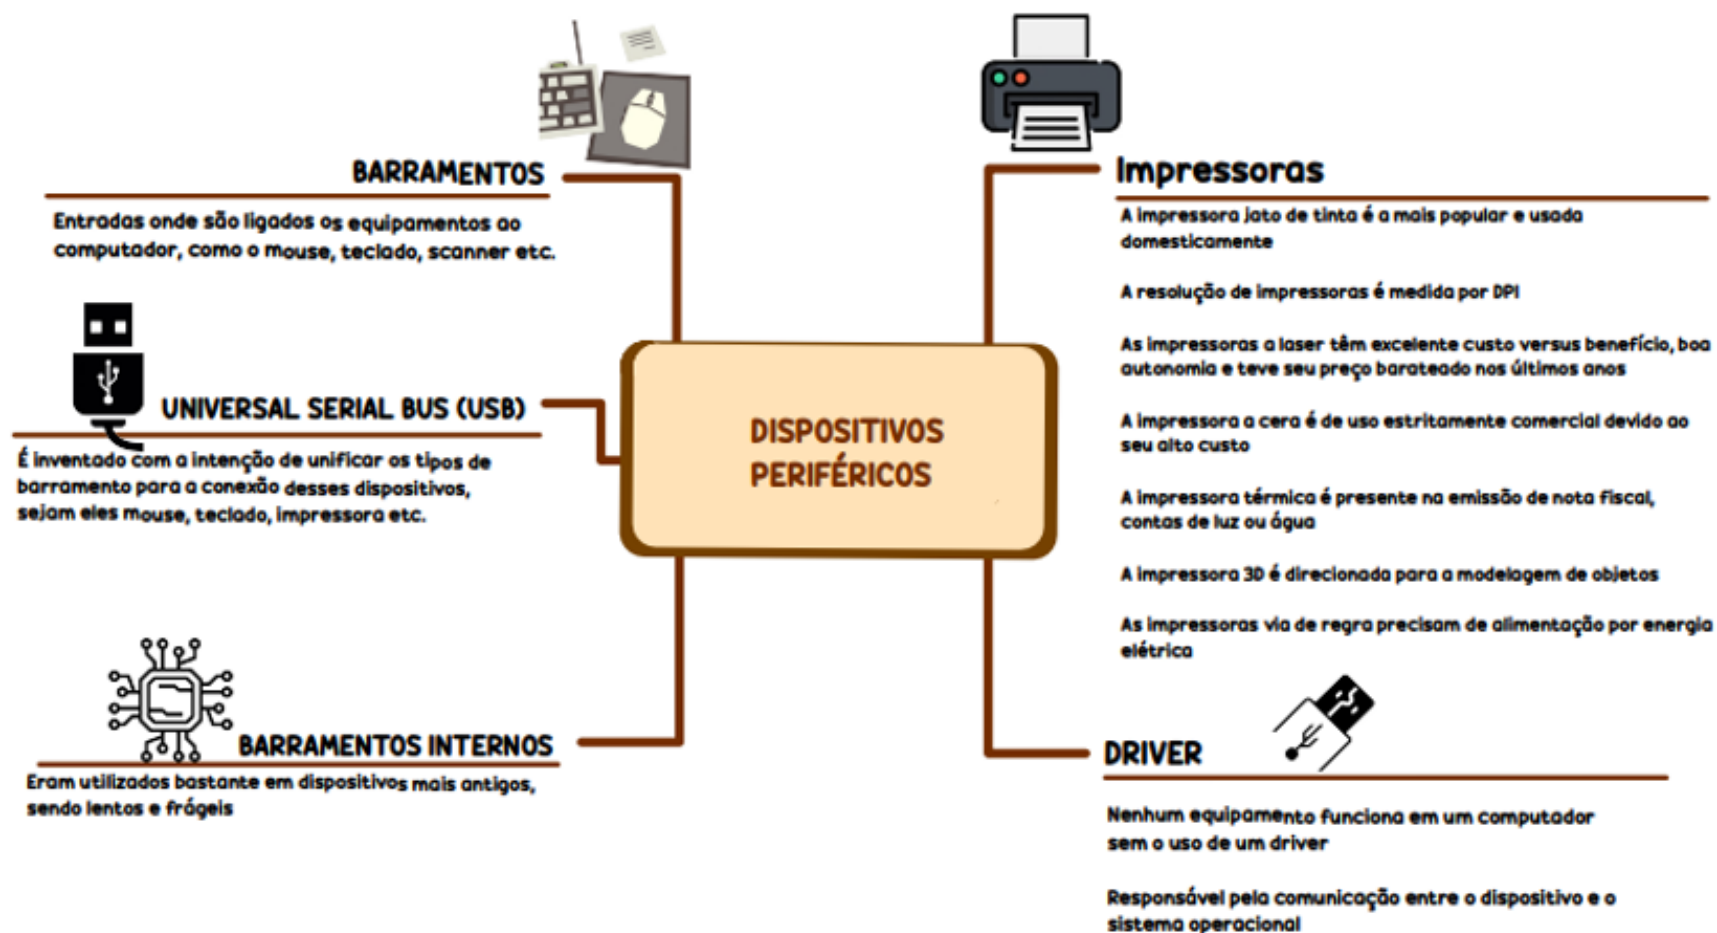 BARRAMENTOS
Entradas onde são ligados os equipamentos ao
computador, como o mouse, teclado, scanner etc.
UNIVERSAL SERIAL BUS (USB)
É inventado com a intenção de unificar os tipos de
barramento para a conexão desses dispositivos,
sejam eles mouse, teclado, impressora etc.
BARRAMENTOS INTERNOS
Eram utilizados bastante em dispositivos mais antigos,
sendo lentos e frágeis
DISPOSITIVOS
PERIFÉRICOS
Impressoras
A impressora jato de tinta é a mais popular e usada
domesticamente
A resolução de impressoras é medida por DPI
As impressoras a laser têm excelente custo versus benefício, boa
autonomia e teve seu preço barateado nos últimos anos
A impressora a cera é de uso estritamente comercial devido ao
seu alto custo
A impressora térmica é presente na emissão de nota fiscal,
contas de luz ou água
A impressora 3D é direcionada para a modelagem de objetos
As impressoras via de regra precisam de alimentação por energia
elétrica
DRIVER
Nenhum equipamento funciona em um computador
sem o uso de um driver
Responsável pela comunicação entre o dispositivo e o
sistema operacional